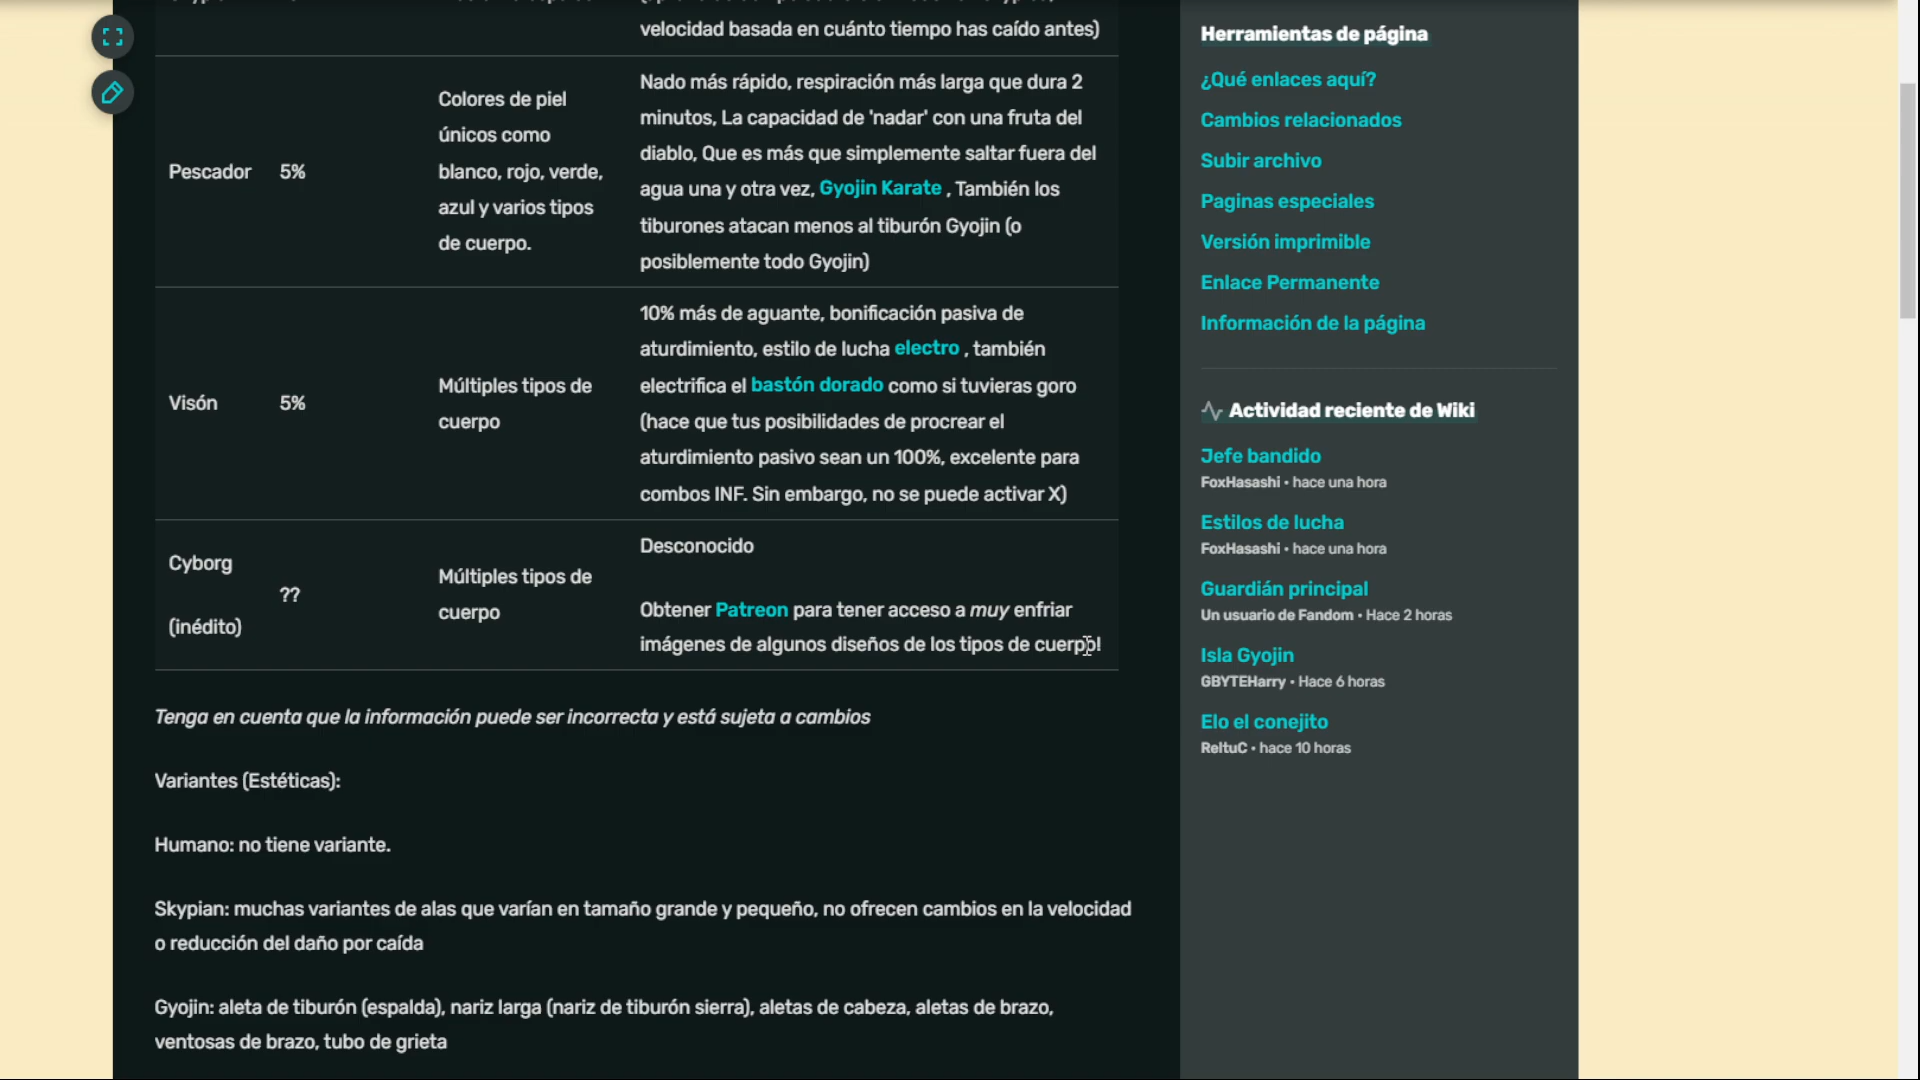 velocidad basada en cuánto tiempo has caído antes)
Pescador
5%
Colores de piel
únicos como
blanco, rojo, verde,
azul y varios tipos
de cuerpo.
Nado más rápido, respiración más larga que dura 2
minutos, La capacidad de 'nadar' con una fruta del
diablo, Que es más que simplemente saltar fuera del
agua una y otra vez, Gyojin Karate , También los
tiburones atacan menos al tiburón Gyojin (o
posiblemente todo Gyojin)
Visón
5%
Múltiples tipos de
cuerpo
10% más de aguante, bonificación pasiva de
aturdimiento, estilo de lucha electro , también
electrifica el bastón dorado como si tuvieras goro
(hace que tus posibilidades de procrear el
aturdimiento pasivo sean un 100%, excelente para
combos INF. Sin embargo, no se puede activar X)
Cyborg
(inédito)
??
Múltiples tipos de
cuerpo
Desconocido
Obtener Patreon para tener acceso a muy enfriar
imágenes de algunos diseños de los tipos de cuerpo!
Tenga en cuenta que la información puede ser incorrecta y está sujeta a cambios
Variantes (Estéticas):
Humano: no tiene variante.
Skypian: muchas variantes de alas que varían en tamaño grande y pequeño, no ofrecen cambios en la velocidad
o reducción del daño por caída
Gyojin: aleta de tiburón (espalda), nariz larga (nariz de tiburón sierra), aletas de cabeza, aletas de brazo,
ventosas de brazo, tubo de grieta
Herramientas de página
¿Qué enlaces aquí?
Cambios relacionados
Subir archivo
Paginas especiales
Versión imprimible
Enlace Permanente
Información de la página
Actividad reciente de Wiki
Jefe bandido
FoxHasashi • hace una hora
Estilos de lucha
FoxHasashi • hace una hora
Guardián principal
Un usuario de Fandom • Hace 2 horas
Isla Gyojin
GBYTEHarry • Hace 6 horas
Elo el conejito
ReltuC • hace 10 horas